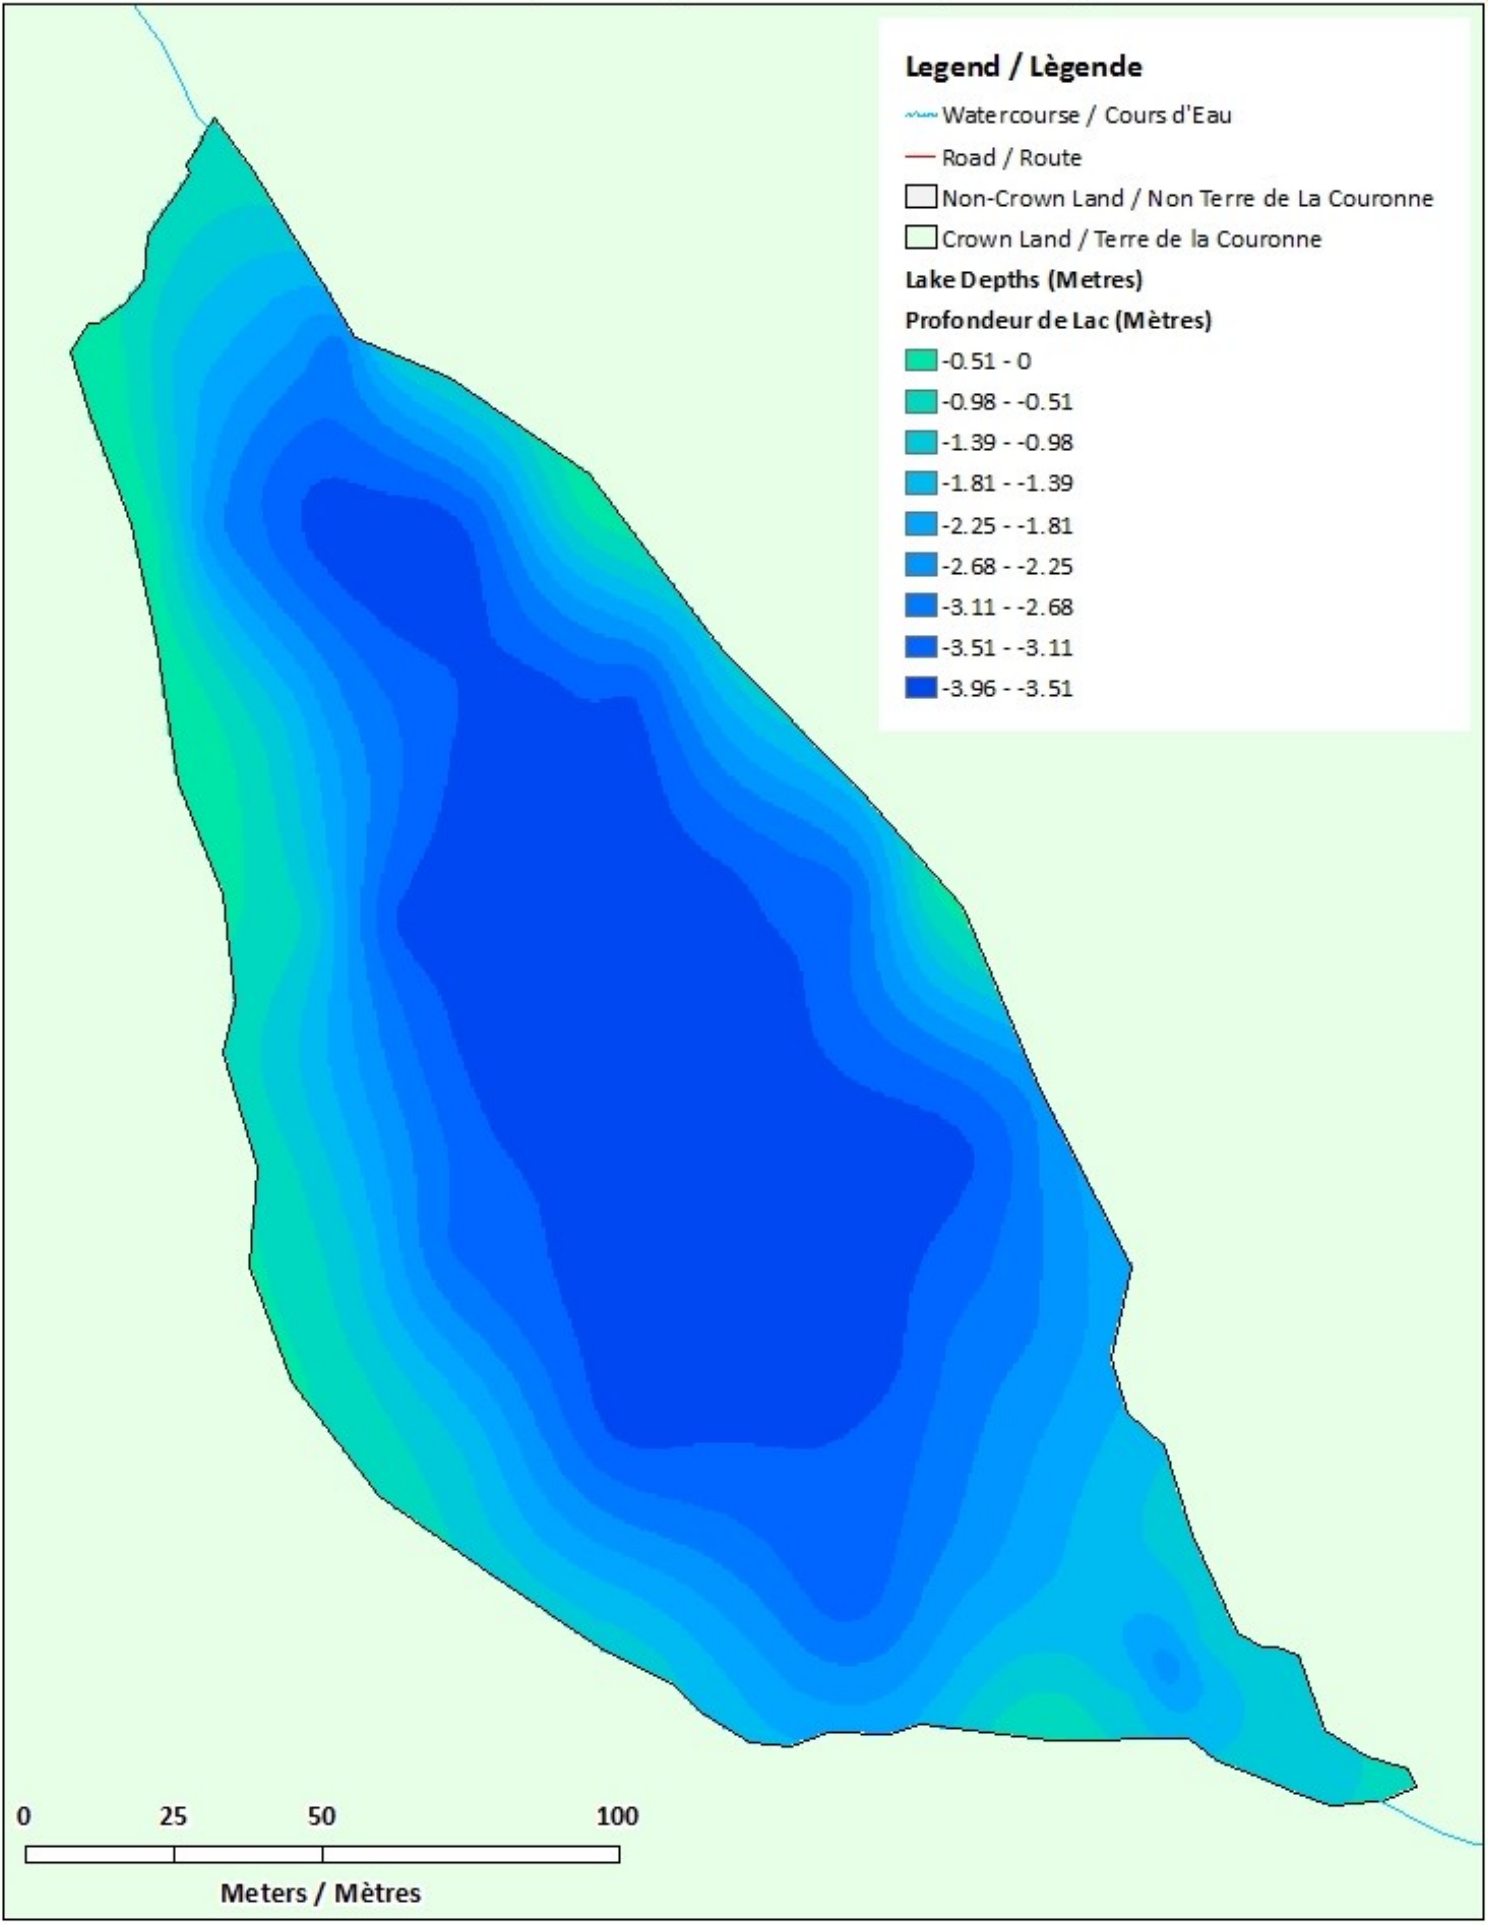 Legend / Lègende
Watercourse / Cours d'Eau
Road / Route
Non-Crown Land / Non Terre de La Couronne
Crown Land / Terre de la Couronne
Lake Depths (Metres)
Profondeur de Lac (Mètres)
-0.51 - 0
-0.98 - -0.51
-1.39 - -0.98
-1.81 - -1.39
-2.25 - -1.81
-2.68 - -2.25
-3.11 - -2.68
-3.51 - -3.11
-3.96 - -3.51
0 25 50 100
Meters / Mètres